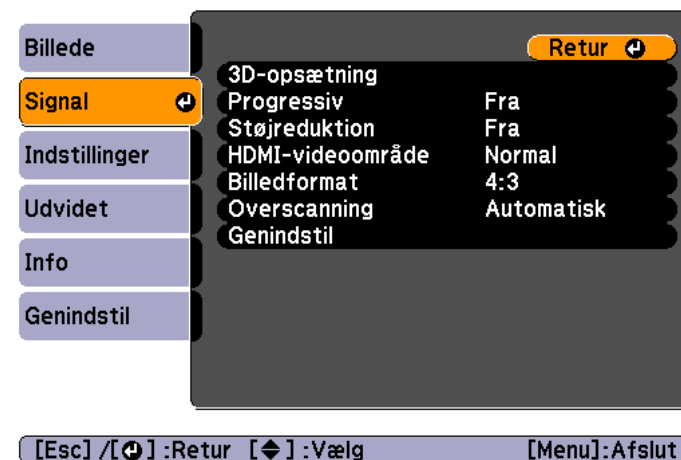 Billede
Signal
Indstillinger
Udvidet
Info
Genindstil
Retur
3D-opsætning
Progressiv Fra
Støjreduktion Fra
HDMI-videoområde Normal
Billedformat 4:3
Overscanning Automatisk
Genindstil
[Esc] /[ ] :Retur [ ] :Vælg [Menu]:Afslut